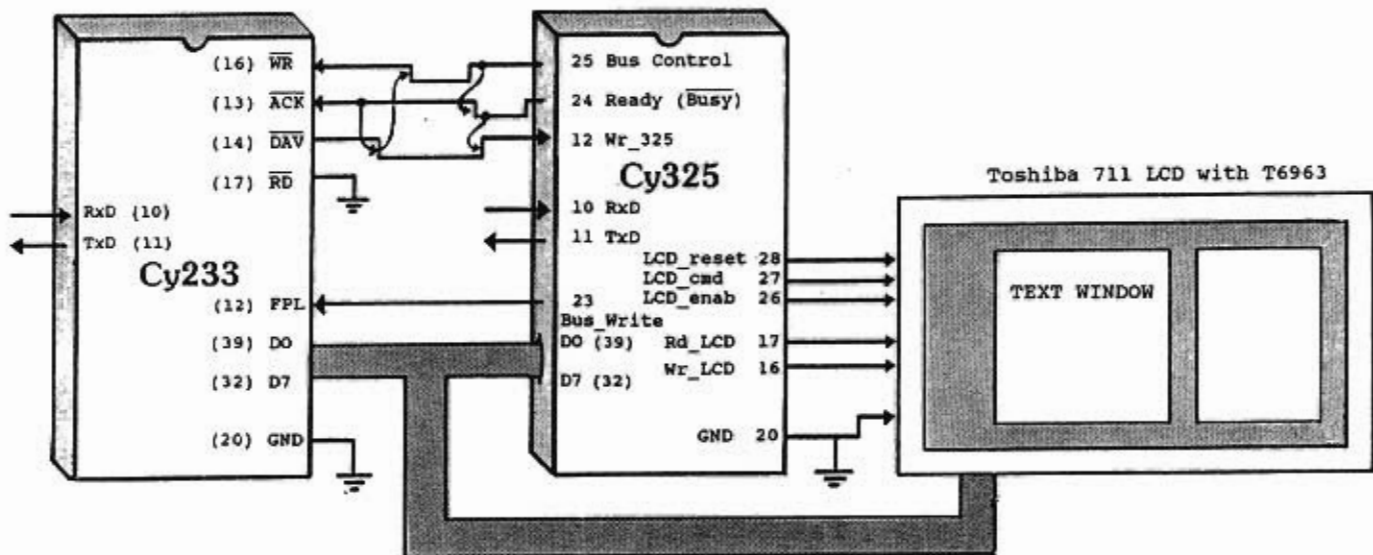 (16) WR
(13) ACK
(14) DAV
(17) RD
RxD (10)
TxD (11)
Cy233
(12) FPL
(39) D0
(32) D7
(20) GND
25 Bus Control
24 Ready (Busy)
12 Wr_325
Cy325
10 RxD
11 TxD
LCD_reset 28
LCD_cmd 27
LCD_enab 26
23
Bus_Write
D0 (39)
Rd_LCD 17
Wr_LCD 16
D7 (32)
GND 20
Toshiba 711 LCD with T6963
TEXT WINDOW